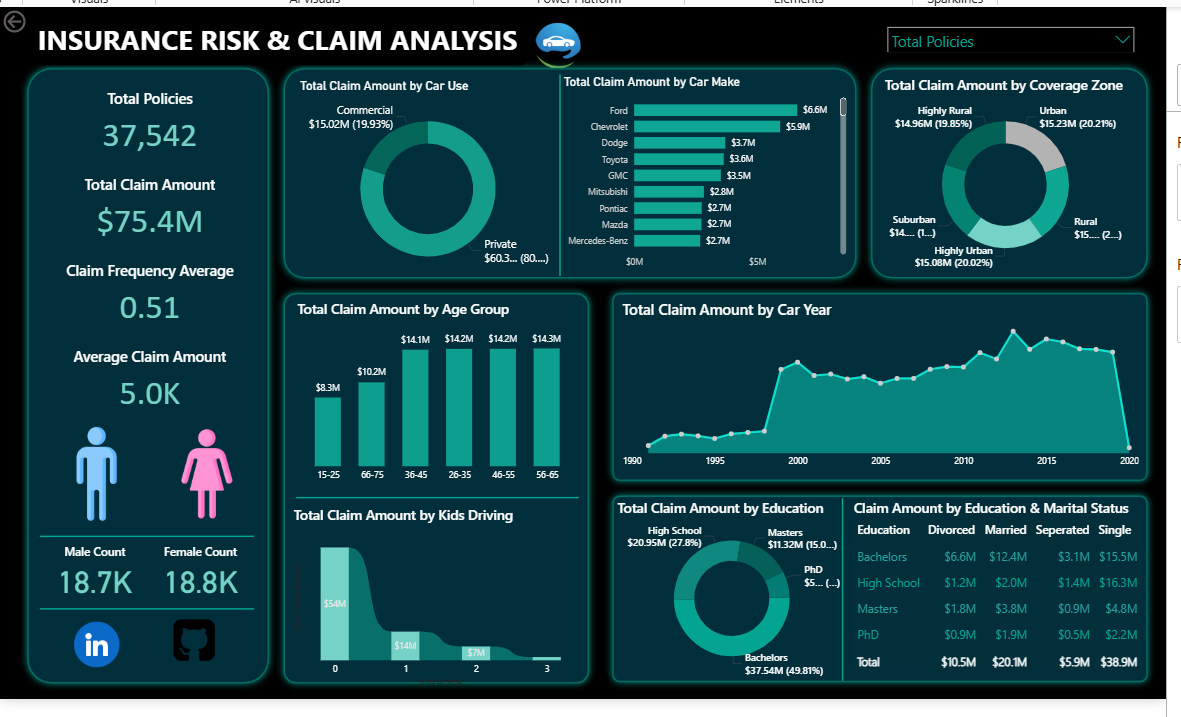 Visuals
AI visuals
Power Platform
Elements
Sparklines
INSURANCE RISK & CLAIM ANALYSIS
Total Policies
Total Policies
37,542
Total Claim Amount
$75.4M
Claim Frequency Average
0.51
Average Claim Amount
5.0K
Male Count
Female Count
18.7K
18.8K
in
Total Claim Amount by Car Use
Commercial
$15.02M (19.93%)
Private
$60.3... (80....)
Total Claim Amount by Car Make
Ford $6.6M
Chevrolet $5.9M
Dodge $3.7M
Toyota $3.6M
GMC $3.5M
Mitsubishi $2.8M
Pontiac $2.7M
Mazda $2.7M
Mercedes-Benz $2.7M
$0M $5M
Total Claim Amount by Coverage Zone
Highly Rural
$14.96M (19.85%)
Urban
$15.23M (20.21%)
Suburban
$14.... (1...)
Rural
$15.... (2...)
Highly Urban
$15.08M (20.02%)
Total Claim Amount by Age Group
$8.3M $10.2M $14.1M $14.2M $14.2M $14.3M
15-25 66-75 36-45 26-35 46-55 56-65
Total Claim Amount by Kids Driving
$54M $14M $7M
0 1 2 3
Total Claim Amount by Car Year
1990 1995 2000 2005 2010 2015 2020
Total Claim Amount by Education
High School
$20.95M (27.8%)
Masters
$11.32M (15.0...)
PhD
$5... (...)
Bachelors
$37.54M (49.81%)
Claim Amount by Education & Marital Status
Education Divorced Married Seperated Single
Bachelors $6.6M $12.4M $3.1M $15.5M
High School $1.2M $2.0M $1.4M $16.3M
Masters $1.8M $3.8M $0.9M $4.8M
PhD $0.9M $1.9M $0.5M $2.2M
Total $10.5M $20.1M $5.9M $38.9M